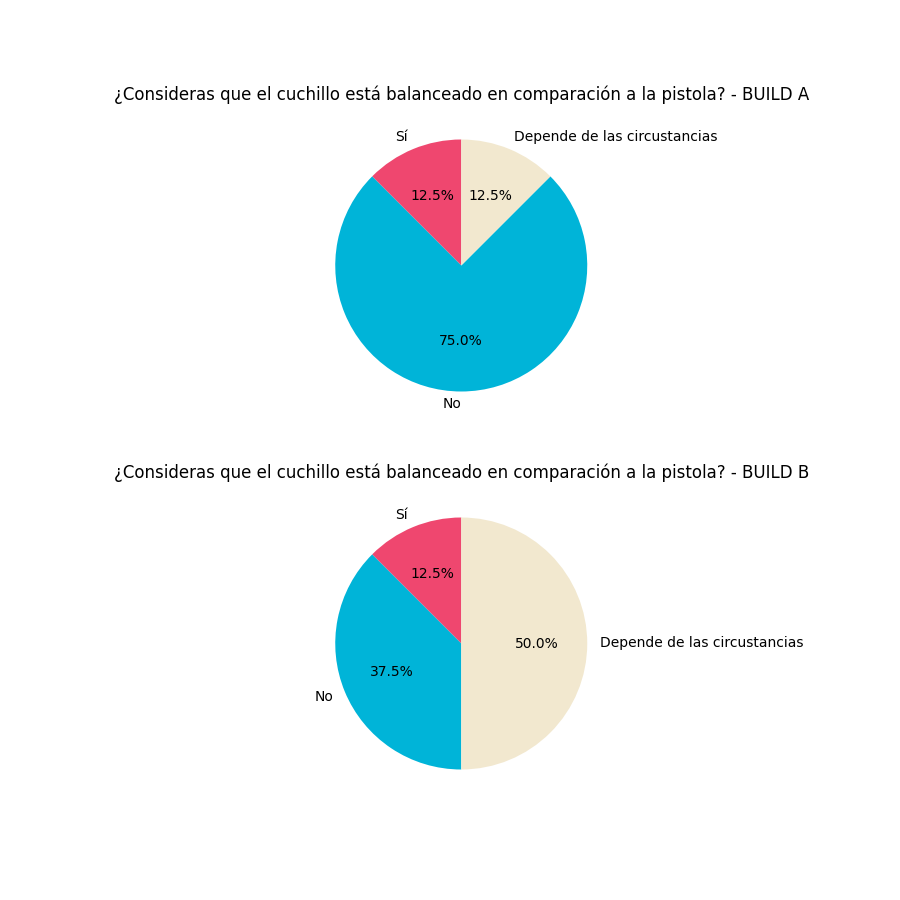 ¿Consideras que el cuchillo está balanceado en comparación a la pistola? - BUILD A
Sí
Depende de las circustancias
12.5%
12.5%
75.0%
No
¿Consideras que el cuchillo está balanceado en comparación a la pistola? - BUILD B
Sí
12.5%
50.0%
Depende de las circustancias
37.5%
No